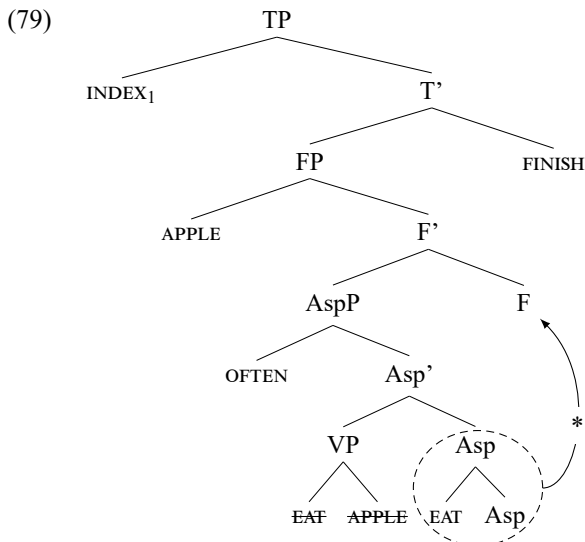 (79)
TP
INDEX1
T’
FP
FINISH
APPLE
F’
AspP
F
OFTEN
Asp’
*
VP
Asp
EAT
APPLE
EAT
Asp